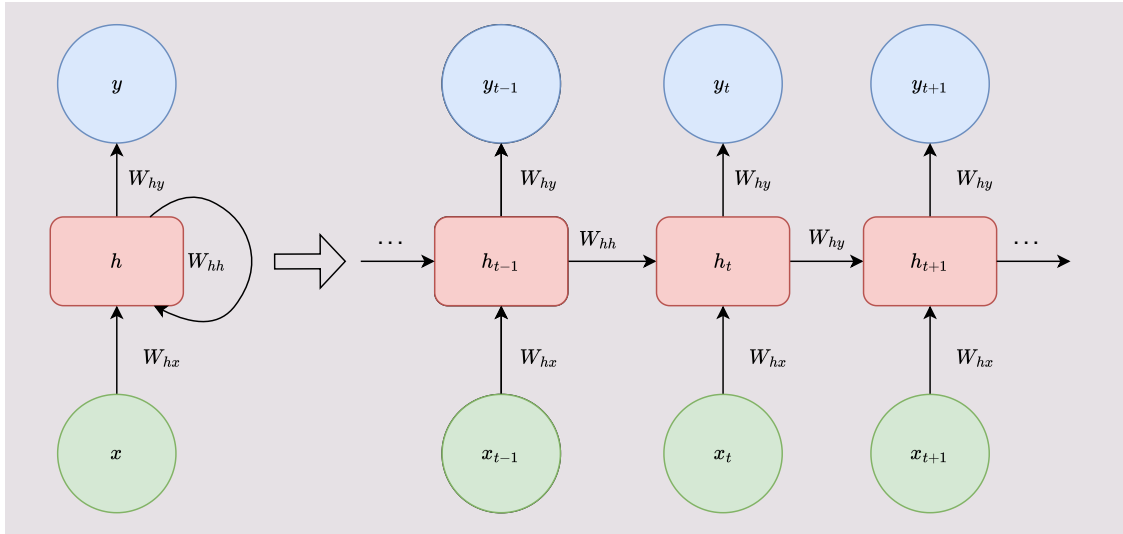 y y_{t-1} y_t y_{t+1}
W_{hy} W_{hy} W_{hy} W_{hy}
... W_{hh} W_{hy} ...
h W_{hh} h_{t-1} h_t h_{t+1}
W_{hx} W_{hx} W_{hx} W_{hx}
x x_{t-1} x_t x_{t+1}